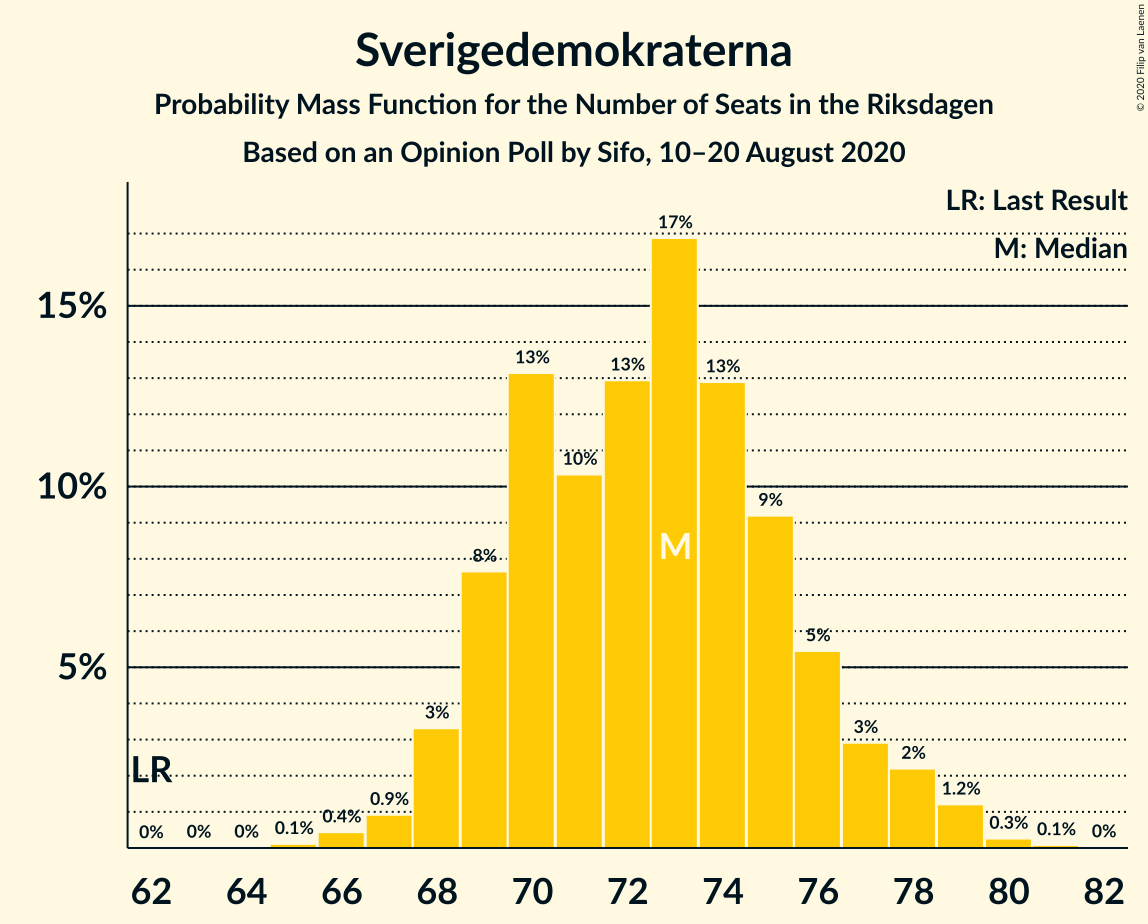 Sverigedemokraterna
Probability Mass Function for the Number of Seats in the Riksdagen
Based on an Opinion Poll by Sifo, 10–20 August 2020
© 2020 Filip van Laenen
LR: Last Result
M: Median
15%
10%
5%
17%
13%
13%
13%
10%
9%
8%
M
5%
3%
3%
2%
LR
1.2%
0.9%
0.4%
0.3%
0.1%
0.1%
0%
0%
0%
0%
62 64 66 68 70 72 74 76 78 80 82